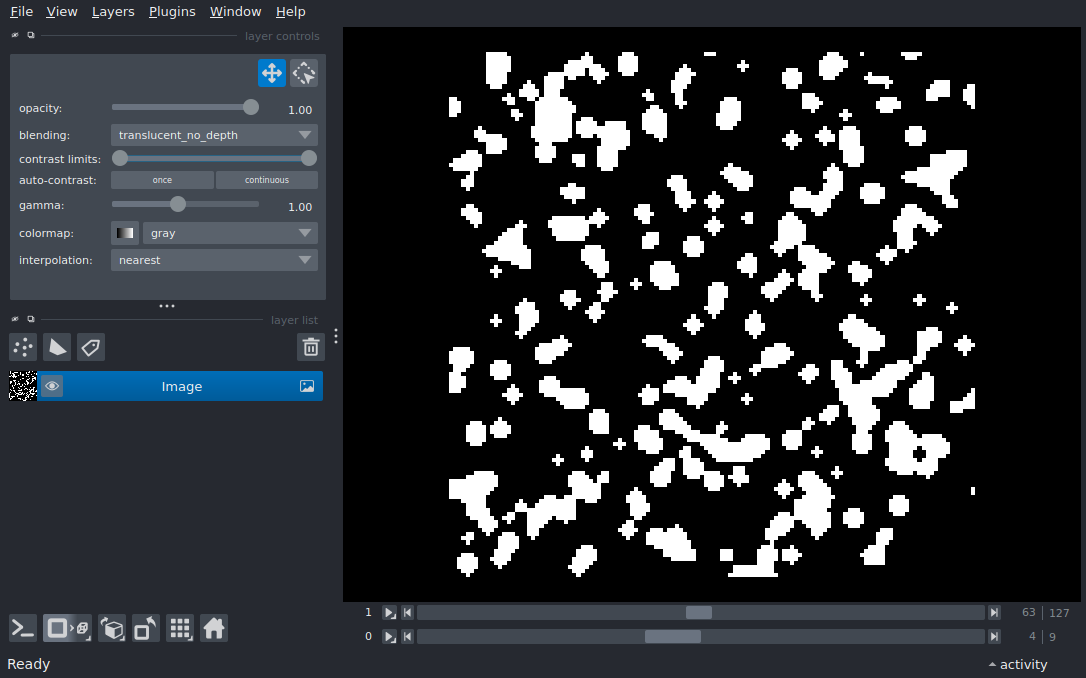 File View Layers Plugins Window Help
layer controls
opacity: 1.00
blending: translucent_no_depth
contrast limits:
auto-contrast: once continuous
gamma: 1.00
colormap: gray
interpolation: nearest
layer list
Image
1 63 127
0 4 9
Ready activity